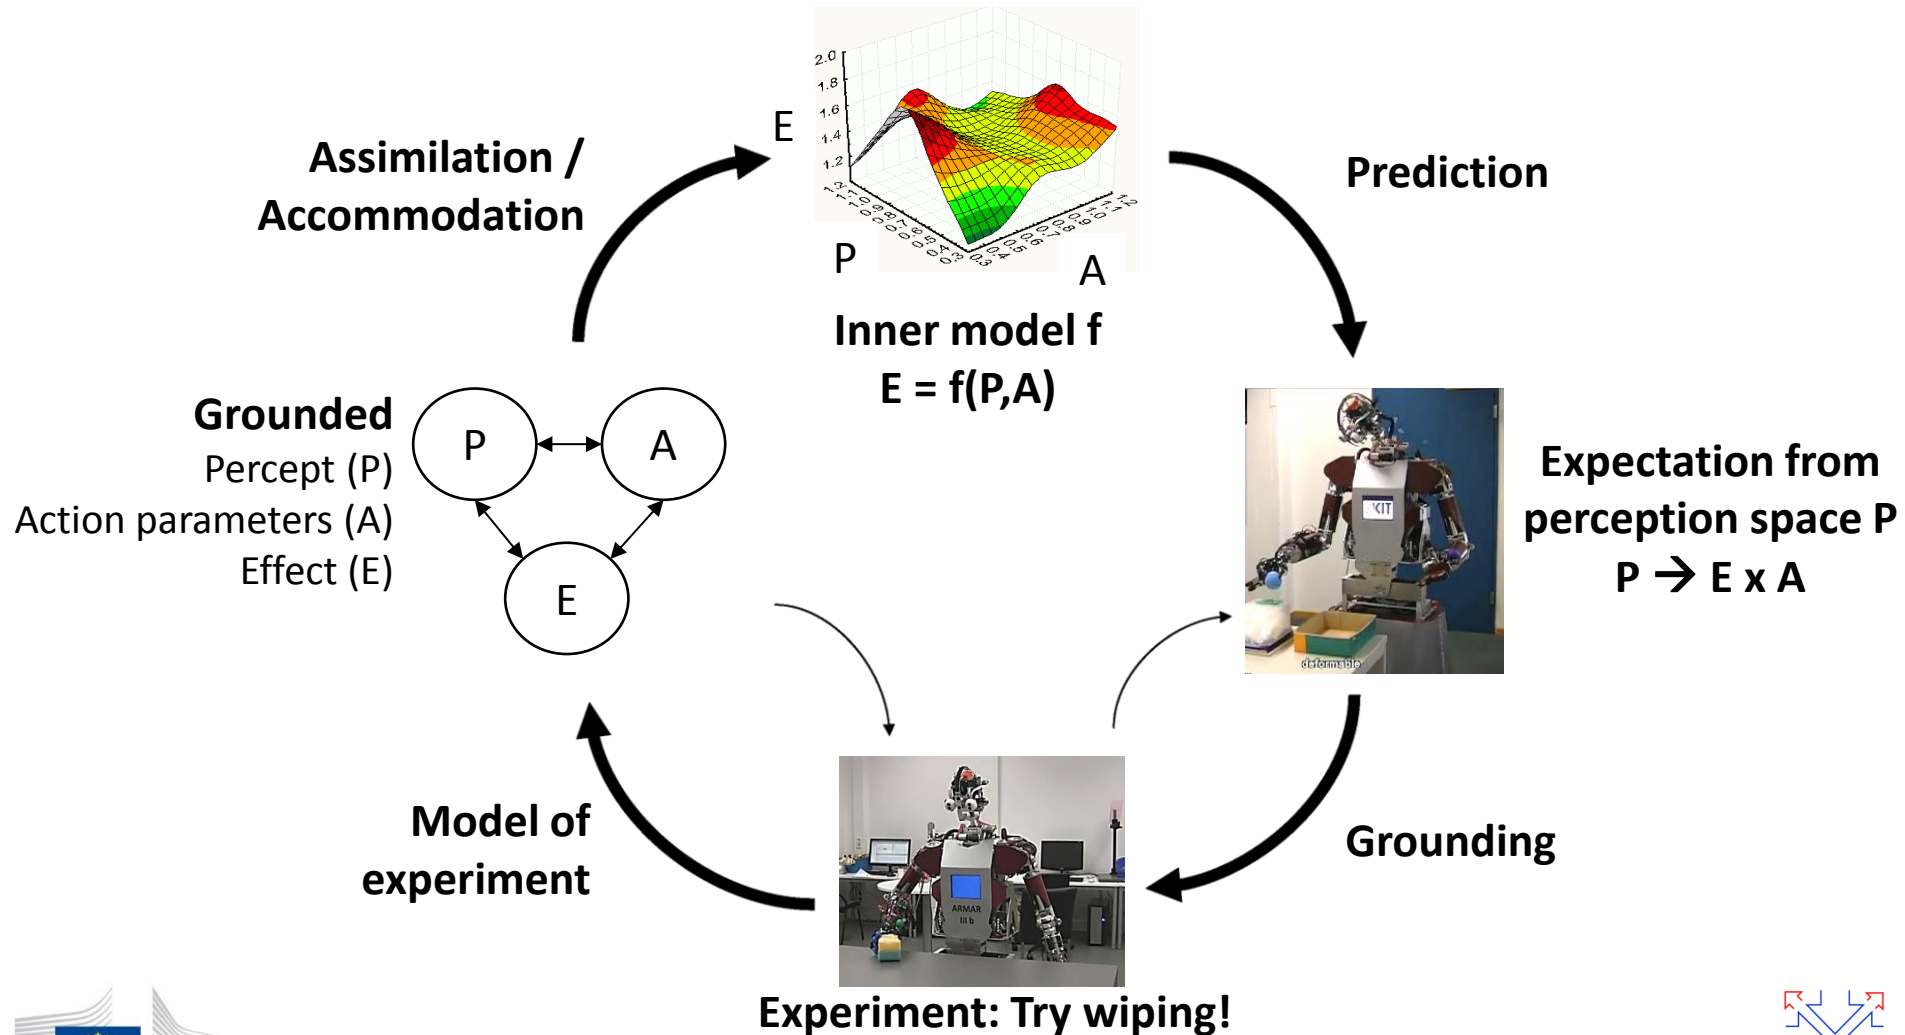 Assimilation /
Accommodation
E
2.0
1.8
1.6
1.4
1.2
P
A
Inner model f
E = f(P,A)
Prediction
Grounded
Percept (P)
Action parameters (A)
Effect (E)
P
A
E
KIT
deformable
Expectation from
perception space P
P → E x A
Model of
experiment
ARMAR
III b
Grounding
Experiment: Try wiping!